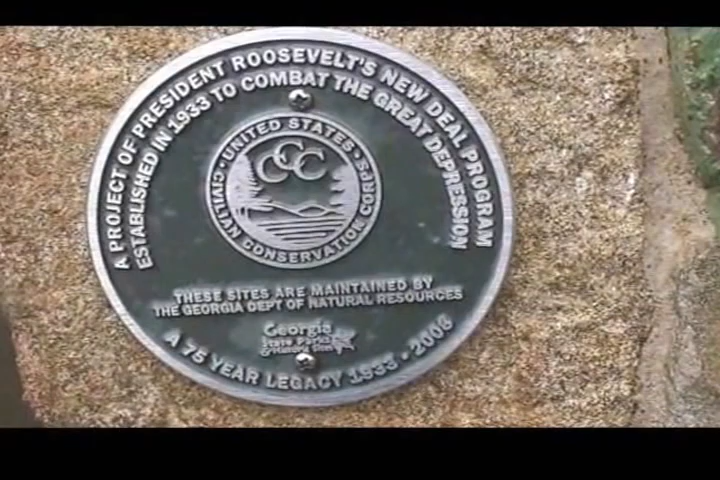 A PROJECT OF PRESIDENT ROOSEVELT'S NEW DEAL PROGRAM
ESTABLISHED IN 1933 TO COMBAT THE GREAT DEPRESSION
• UNITED STATES •
CIVILIAN CONSERVATION CORPS
CCC
THESE SITES ARE MAINTAINED BY
THE GEORGIA DEPT OF NATURAL RESOURCES
Georgia
State Parks
& Historic Sites
A 75 YEAR LEGACY 1933 • 2008